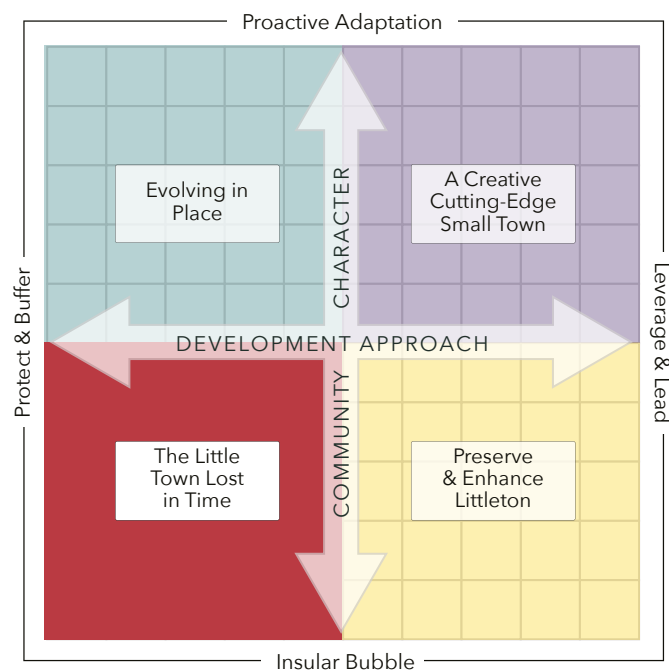 Proactive Adaptation
Evolving in
Place
A Creative
Cutting-Edge
Small Town
CHARACTER
Protect & Buffer
DEVELOPMENT APPROACH
Leverage & Lead
COMMUNITY
The Little
Town Lost
in Time
Preserve
& Enhance
Littleton
Insular Bubble